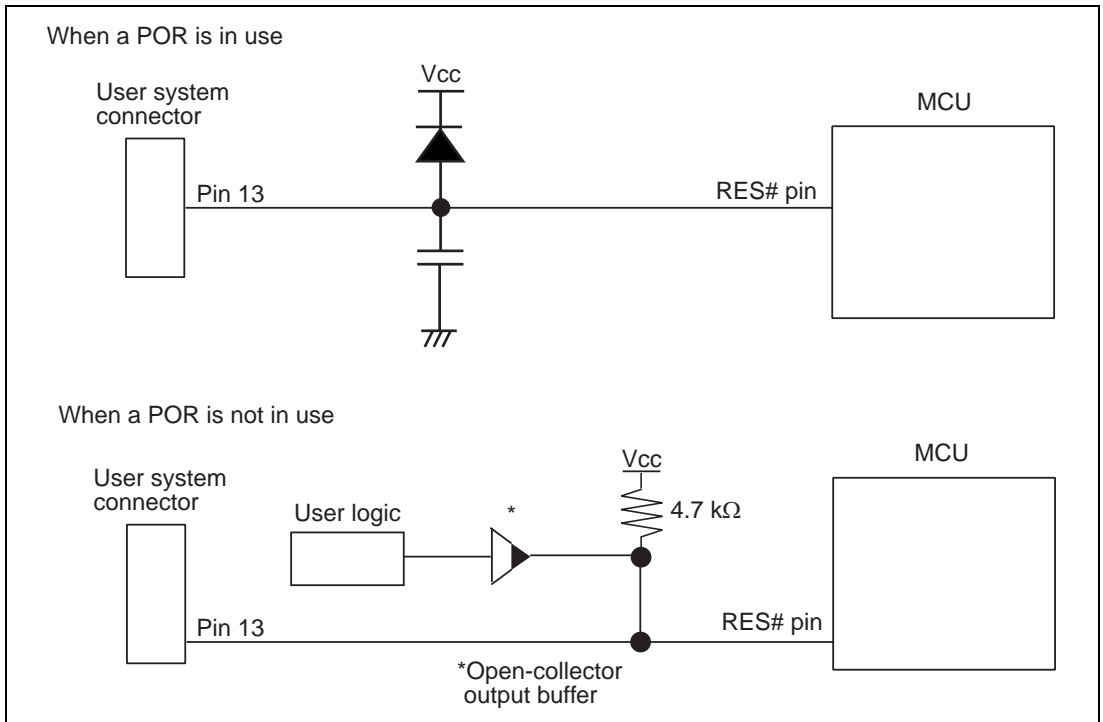 When a POR is in use
Vcc
User system
connector
MCU
Pin 13
RES# pin
When a POR is not in use
Vcc
MCU
User system
connector
4.7 kΩ
User logic
*
Pin 13
RES# pin
*Open-collector
output buffer